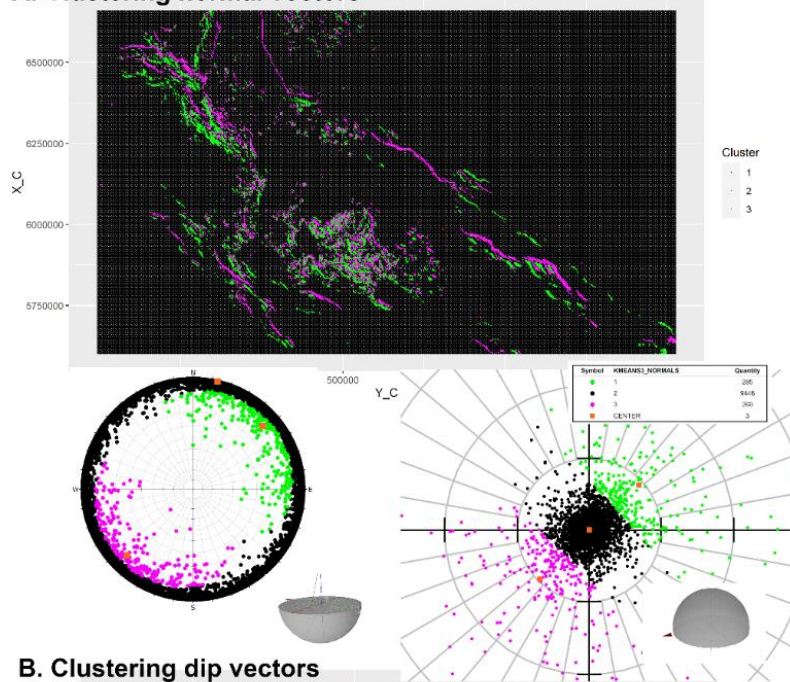 6500000
6250000
6000000
5750000
X_C
Cluster
1
2
3
500000
Y_C
N
W
E
S
Symbol KMEANS3_NORMALS Quantity
1 285
2 9445
3 268
CENTER 3
B. Clustering dip vectors